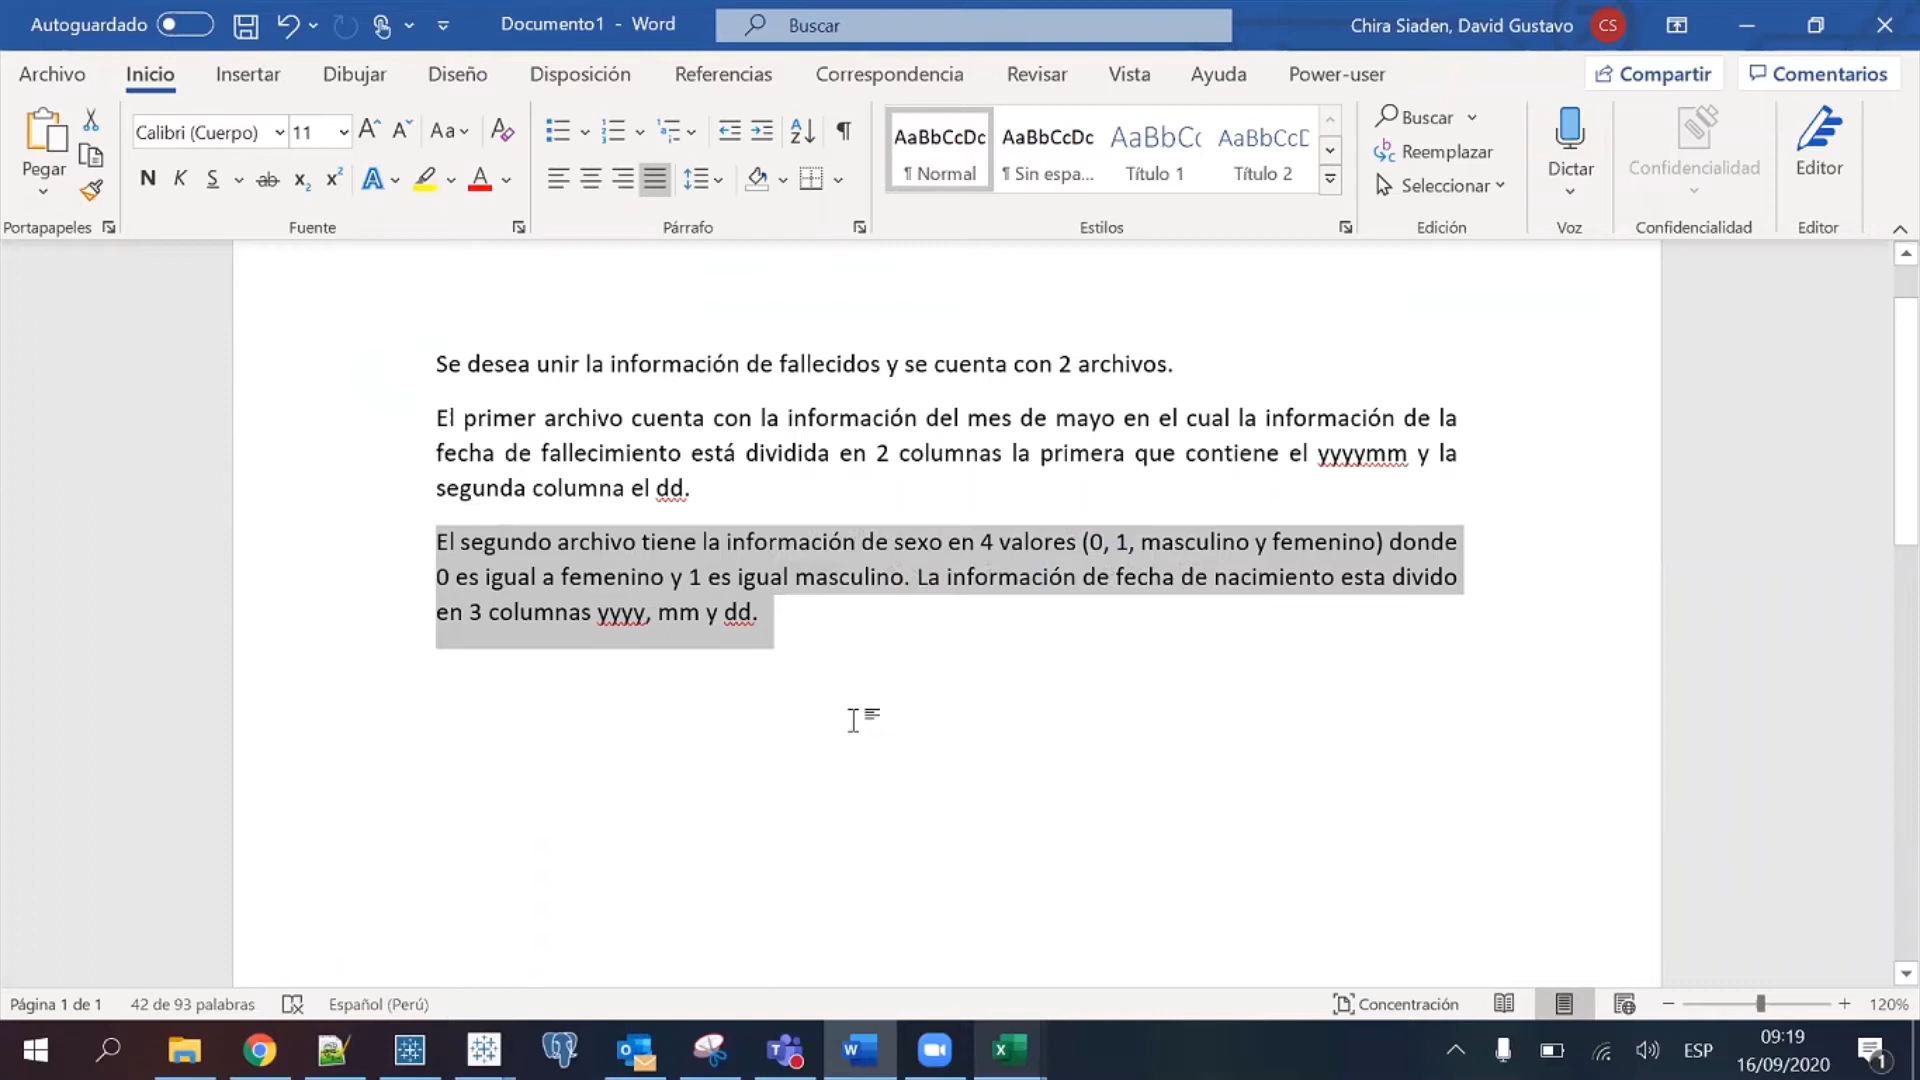 Autoguardado
Documento1 - Word
Buscar
Chira Siaden, David Gustavo
CS
Archivo
Inicio
Insertar
Dibujar
Diseño
Disposición
Referencias
Correspondencia
Revisar
Vista
Ayuda
Power-user
Compartir
Comentarios
Pegar
Portapapeles
Calibri (Cuerpo)
11
Aa
N K S ab x₂ x² A A
Fuente
Párrafo
AaBbCcDc
¶ Normal
AaBbCcDc
¶ Sin espa...
AaBbC
Título 1
AaBbCcD
Título 2
Estilos
Buscar
Reemplazar
Seleccionar
Edición
Dictar
Voz
Confidencialidad
Confidencialidad
Editor
Editor
Se desea unir la información de fallecidos y se cuenta con 2 archivos.
El primer archivo cuenta con la información del mes de mayo en el cual la información de la
fecha de fallecimiento está dividida en 2 columnas la primera que contiene el yyyymm y la
segunda columna el dd.
El segundo archivo tiene la información de sexo en 4 valores (0, 1, masculino y femenino) donde
0 es igual a femenino y 1 es igual masculino. La información de fecha de nacimiento esta divido
en 3 columnas yyyy, mm y dd.
Página 1 de 1
42 de 93 palabras
Español (Perú)
Concentración
120%
ESP
09:19
16/09/2020
1